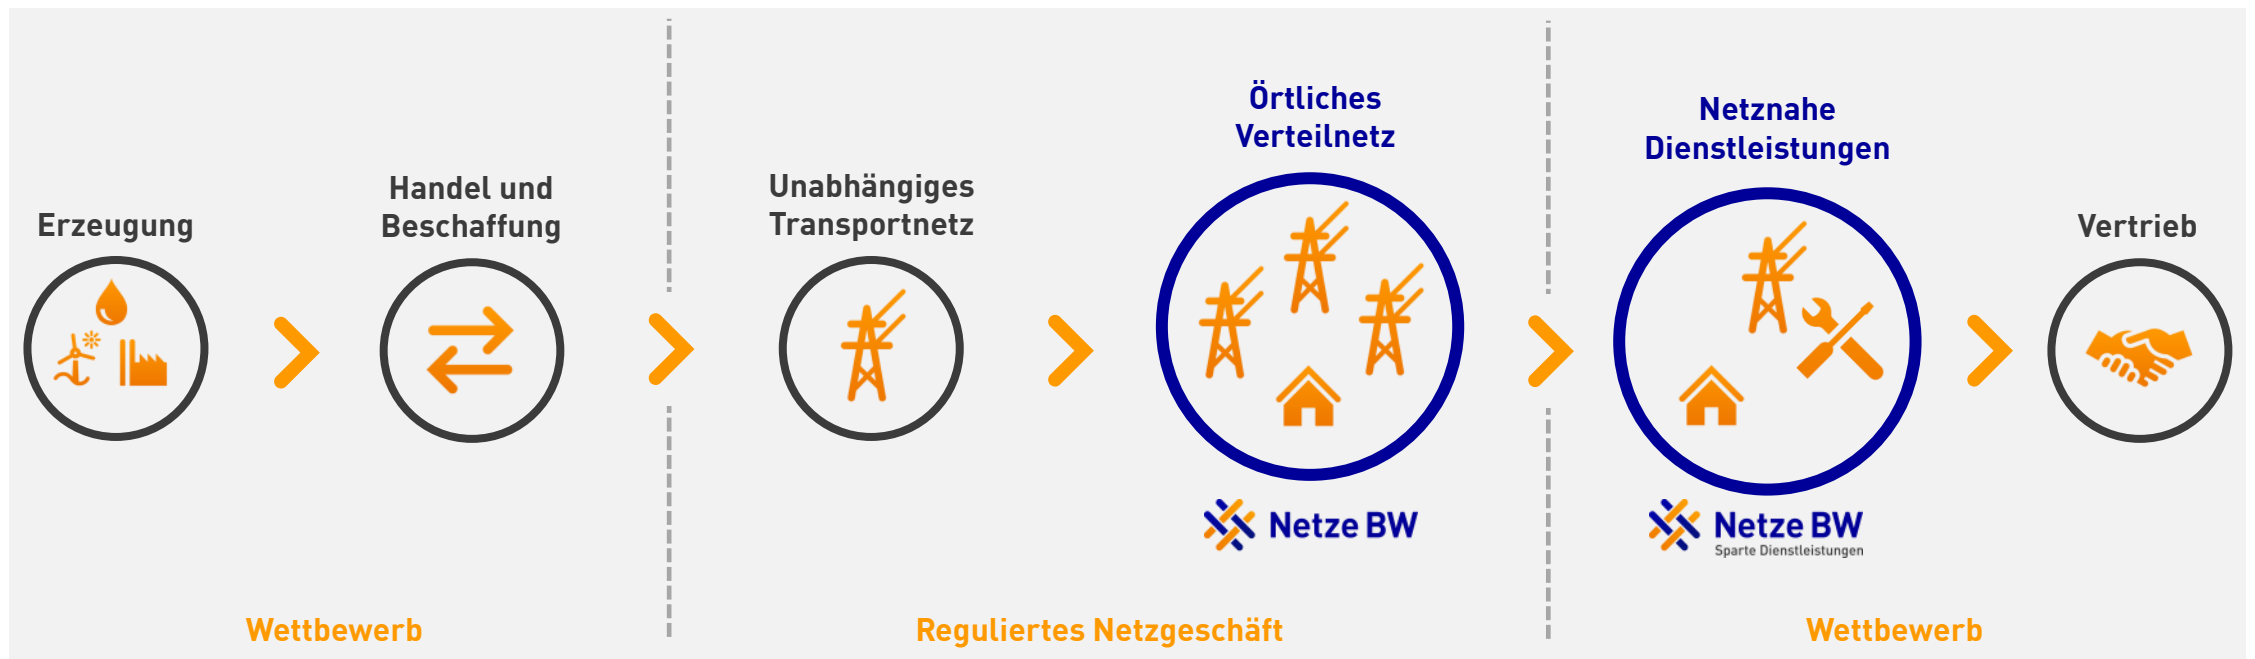 Erzeugung
Handel und
Beschaffung
Unabhängiges
Transportnetz
Örtliches
Verteilnetz
Netze BW
Netznahe
Dienstleistungen
Netze BW
Sparte Dienstleistungen
Vertrieb
Wettbewerb
Reguliertes Netzgeschäft
Wettbewerb